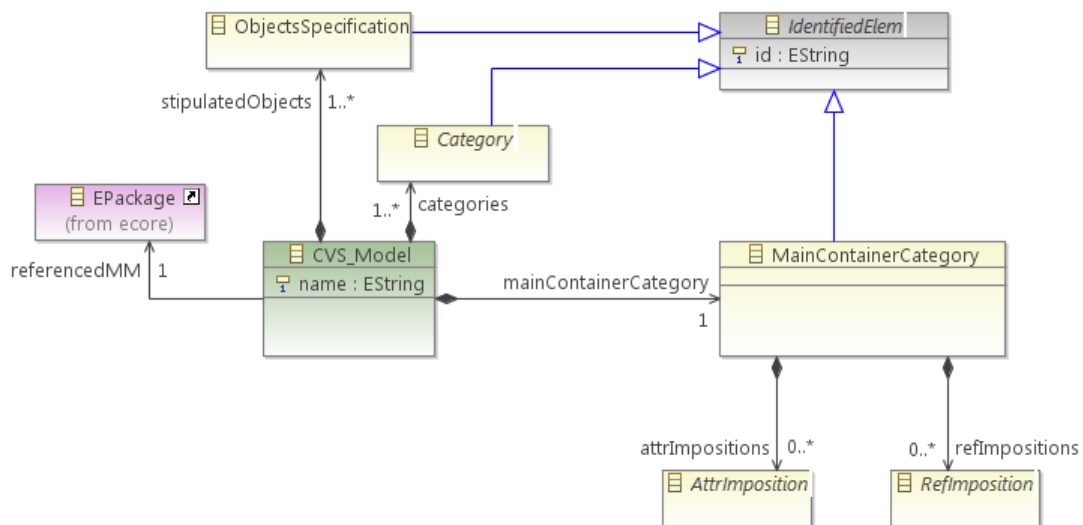 ObjectsSpecification
IdentifiedElem
id : EString
stipulatedObjects 1..*
Category
EPackage
(from ecore)
1..* categories
referencedMM 1
CVS_Model
name : EString
mainContainerCategory
1
MainContainerCategory
attrImpositions 0..*
0..* refImpositions
AttrImposition
RefImposition